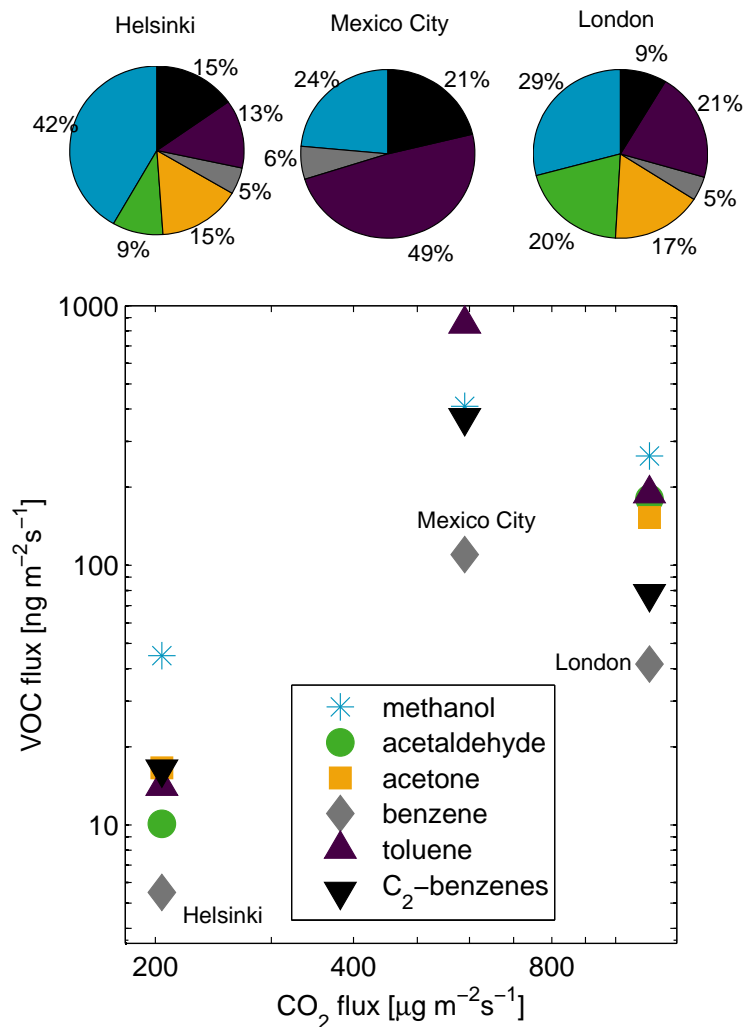 Helsinki
Mexico City
London
15%
13%
5%
15%
9%
42%
21%
49%
6%
24%
9%
21%
5%
17%
20%
29%
1000
100
10
VOC flux [ng m⁻²s⁻¹]
Mexico City
London
Helsinki
methanol
acetaldehyde
acetone
benzene
toluene
C₂−benzenes
200
400
800
CO₂ flux [μg m⁻²s⁻¹]